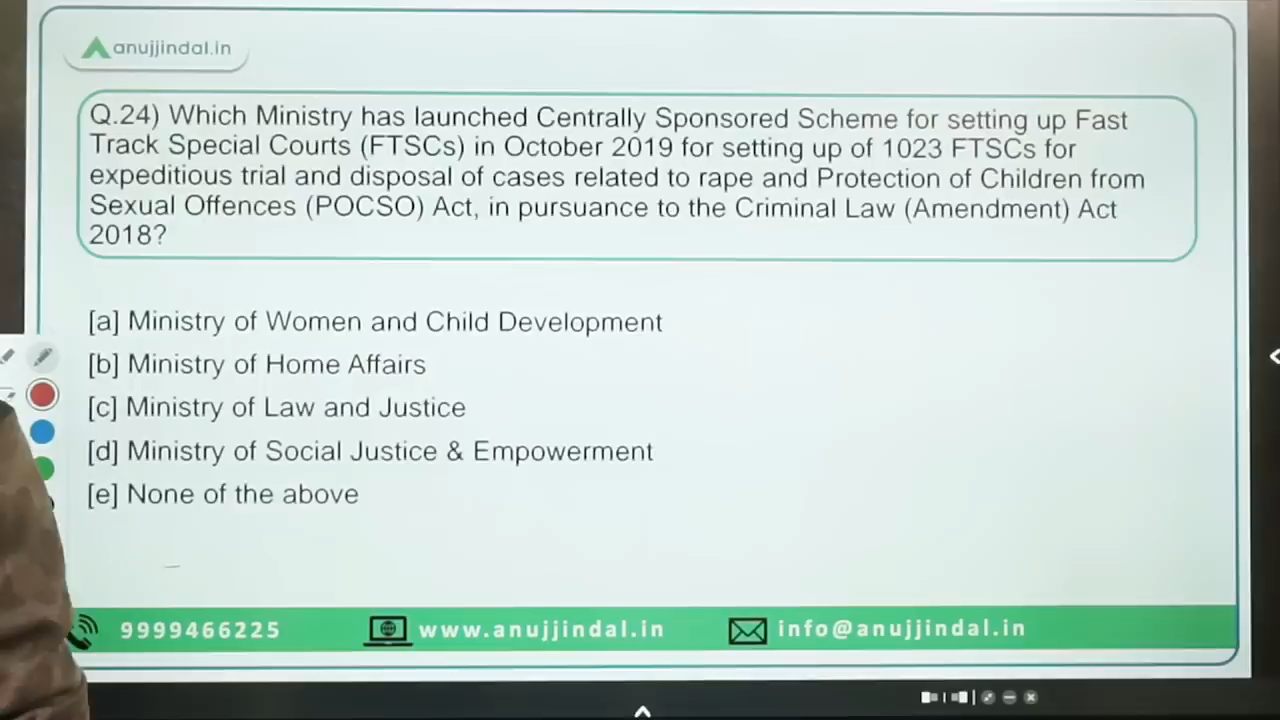 anujjindal.in
Q.24) Which Ministry has launched Centrally Sponsored Scheme for setting up Fast
Track Special Courts (FTSCs) in October 2019 for setting up of 1023 FTSCs for
expeditious trial and disposal of cases related to rape and Protection of Children from
Sexual Offences (POCSO) Act, in pursuance to the Criminal Law (Amendment) Act
2018?
[a] Ministry of Women and Child Development
[b] Ministry of Home Affairs
[c] Ministry of Law and Justice
[d] Ministry of Social Justice & Empowerment
[e] None of the above
9999466225 www.anujjindal.in info@anujjindal.in